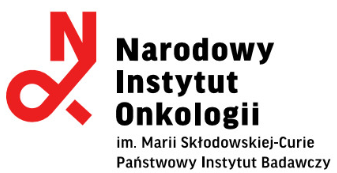 Narodowy
Instytut
Onkologii
im. Marii Skłodowskiej-Curie
Państwowy Instytut Badawczy